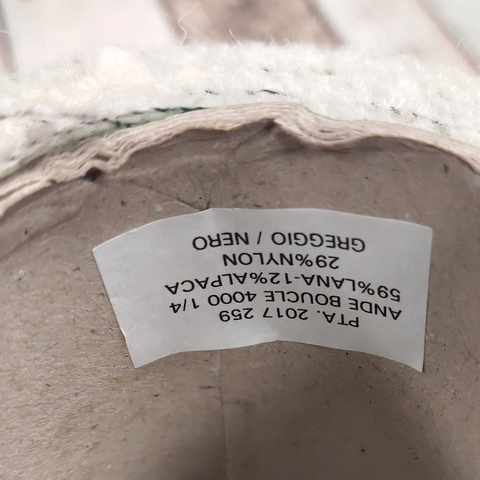 PTA. 2017 259
ANDE BOUCLE 4000 1/4
59%LANA-12%ALPACA
29%NYLON
GREGGIO / NERO